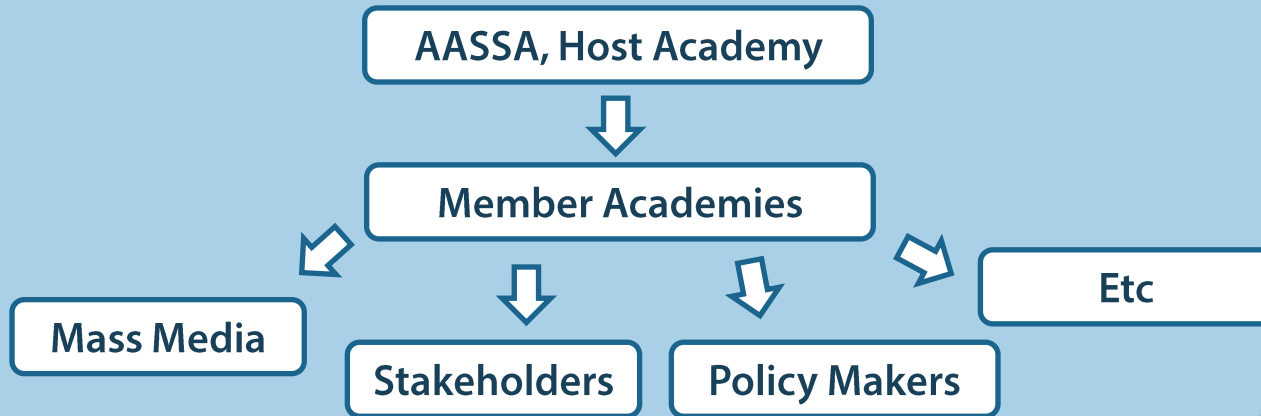 AASSA, Host Academy
Member Academies
Etc
Mass Media
Stakeholders
Policy Makers